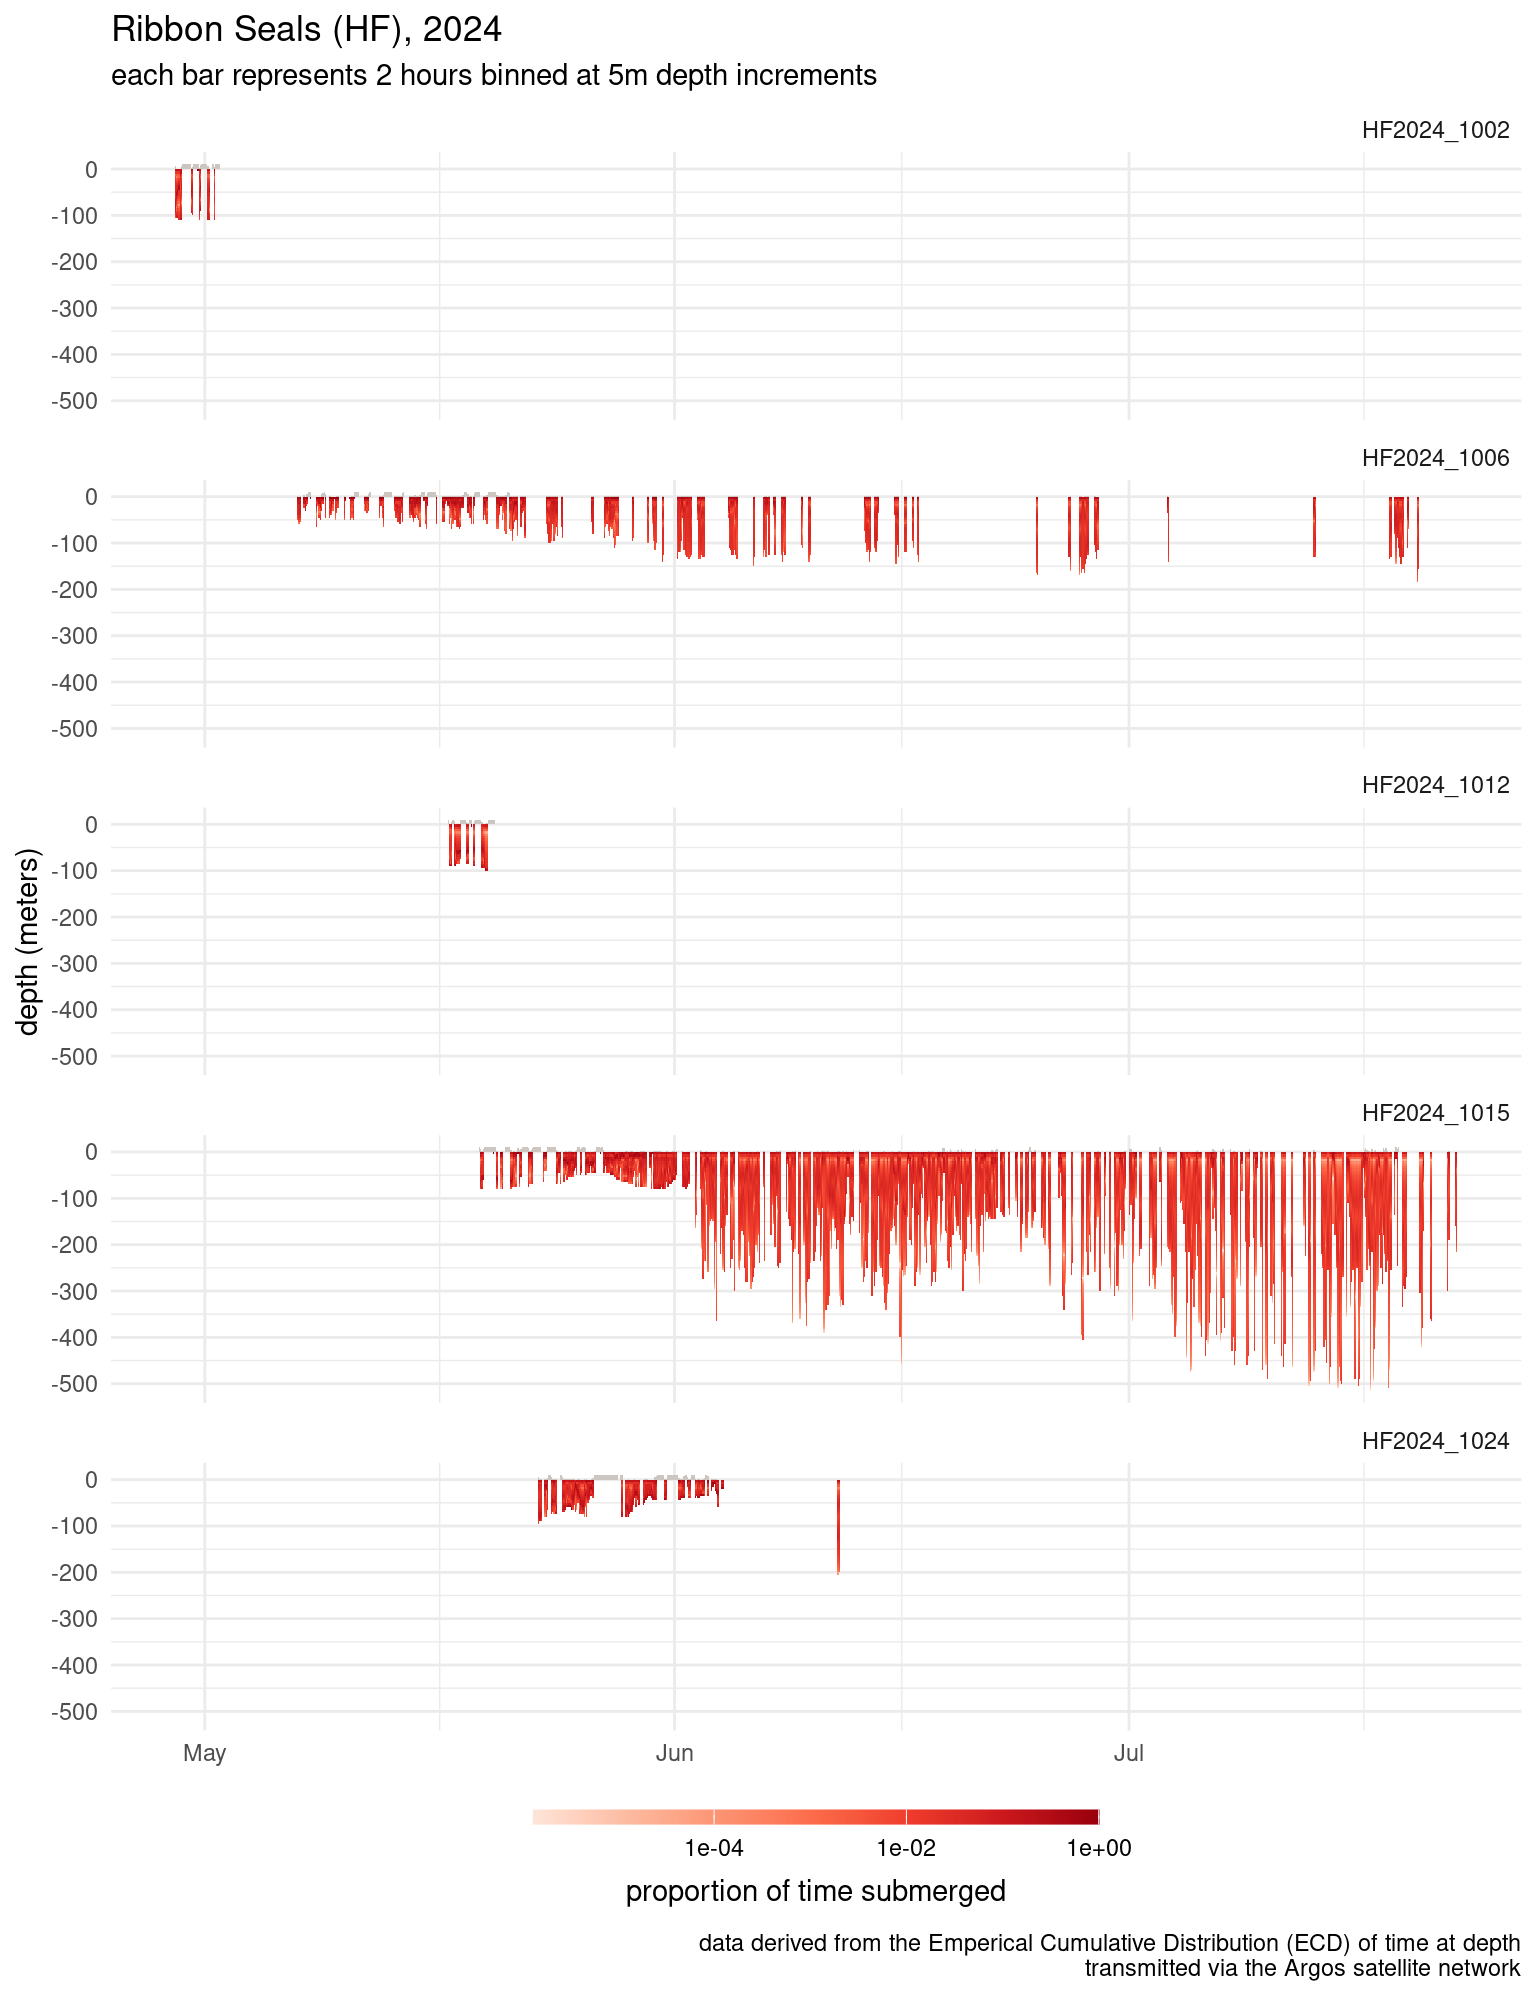 Ribbon Seals (HF), 2024
each bar represents 2 hours binned at 5m depth increments
HF2024_1002
0
-100
-200
-300
-400
-500
HF2024_1006
0
-100
-200
-300
-400
-500
HF2024_1012
0
-100
-200
-300
-400
-500
depth (meters)
HF2024_1015
0
-100
-200
-300
-400
-500
HF2024_1024
0
-100
-200
-300
-400
-500
May Jun Jul
1e-04 1e-02 1e+00
proportion of time submerged
data derived from the Emperical Cumulative Distribution (ECD) of time at depth
transmitted via the Argos satellite network